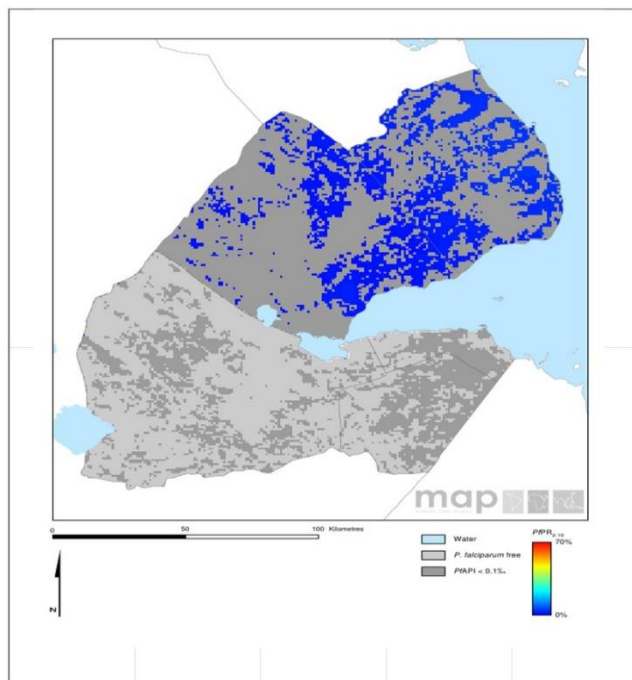 map
0 50 100 Kilometres
Water
P. falciparum free
PfAPI < 0.1‰
PfPR2-10
70%
0%
N